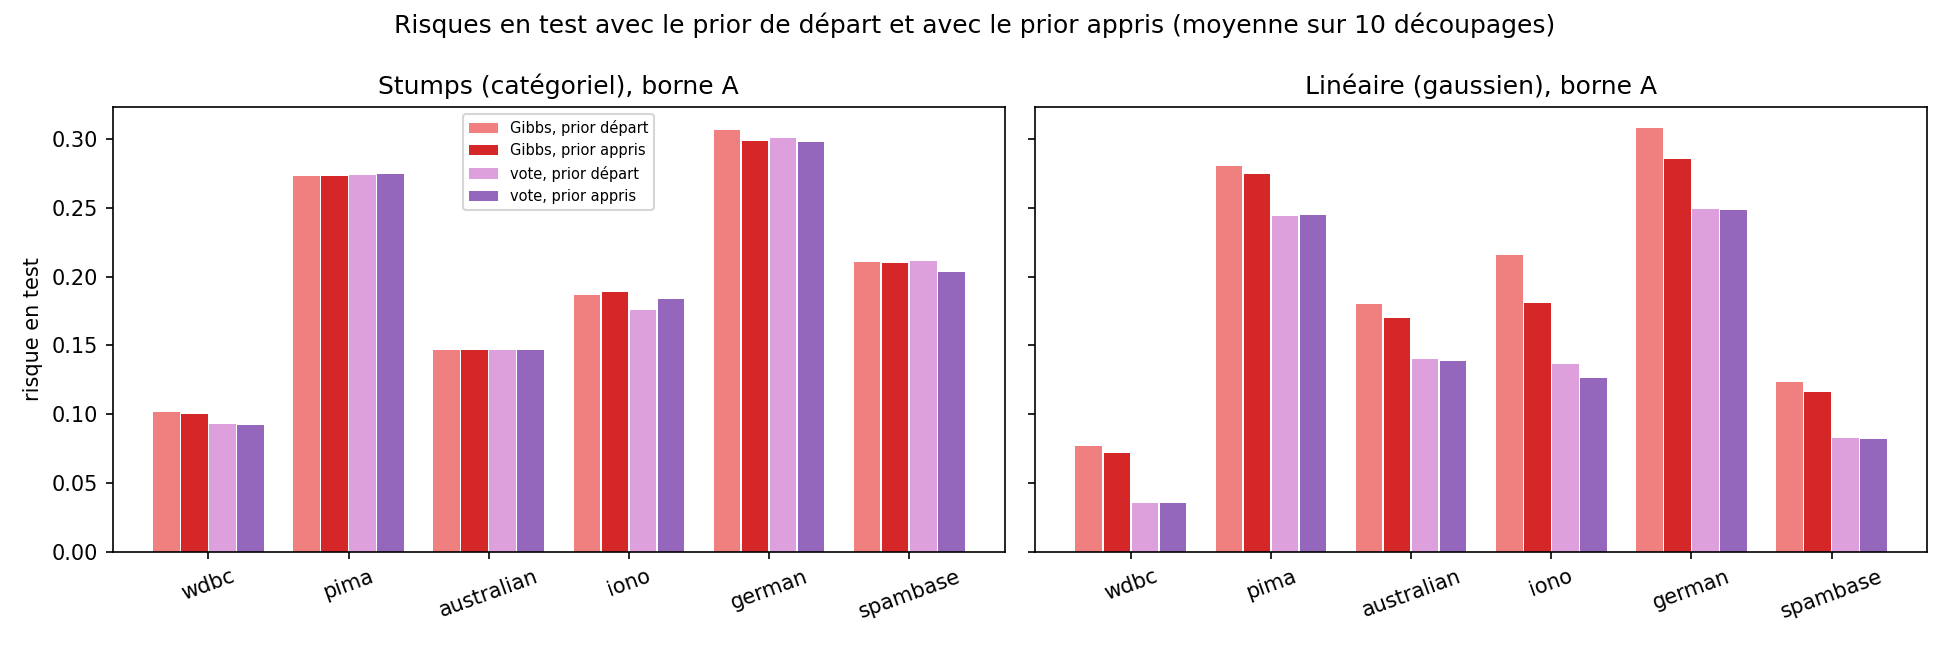 Risques en test avec le prior de départ et avec le prior appris (moyenne sur 10 découpages)
Stumps (catégoriel), borne A
risque en test
0.30
0.25
0.20
0.15
0.10
0.05
0.00
Gibbs, prior départ
Gibbs, prior appris
vote, prior départ
vote, prior appris
wdbc
pima
australian
iono
german
spambase
Linéaire (gaussien), borne A
wdbc
pima
australian
iono
german
spambase